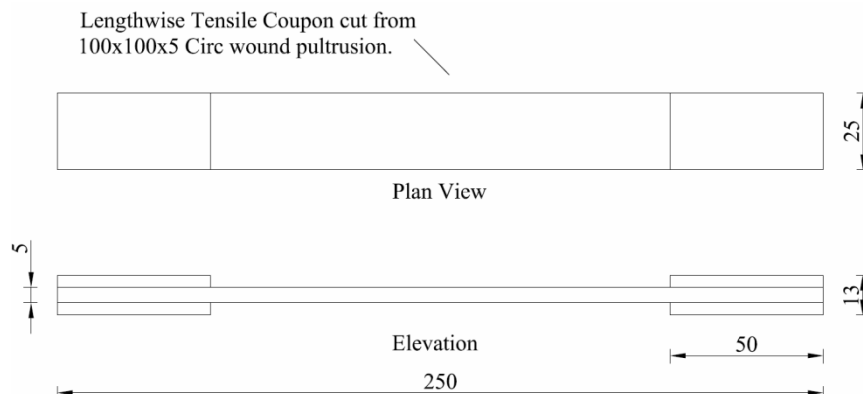 Lengthwise Tensile Coupon cut from
100x100x5 Circ wound pultrusion.
25
Plan View
5
13
Elevation
50
250